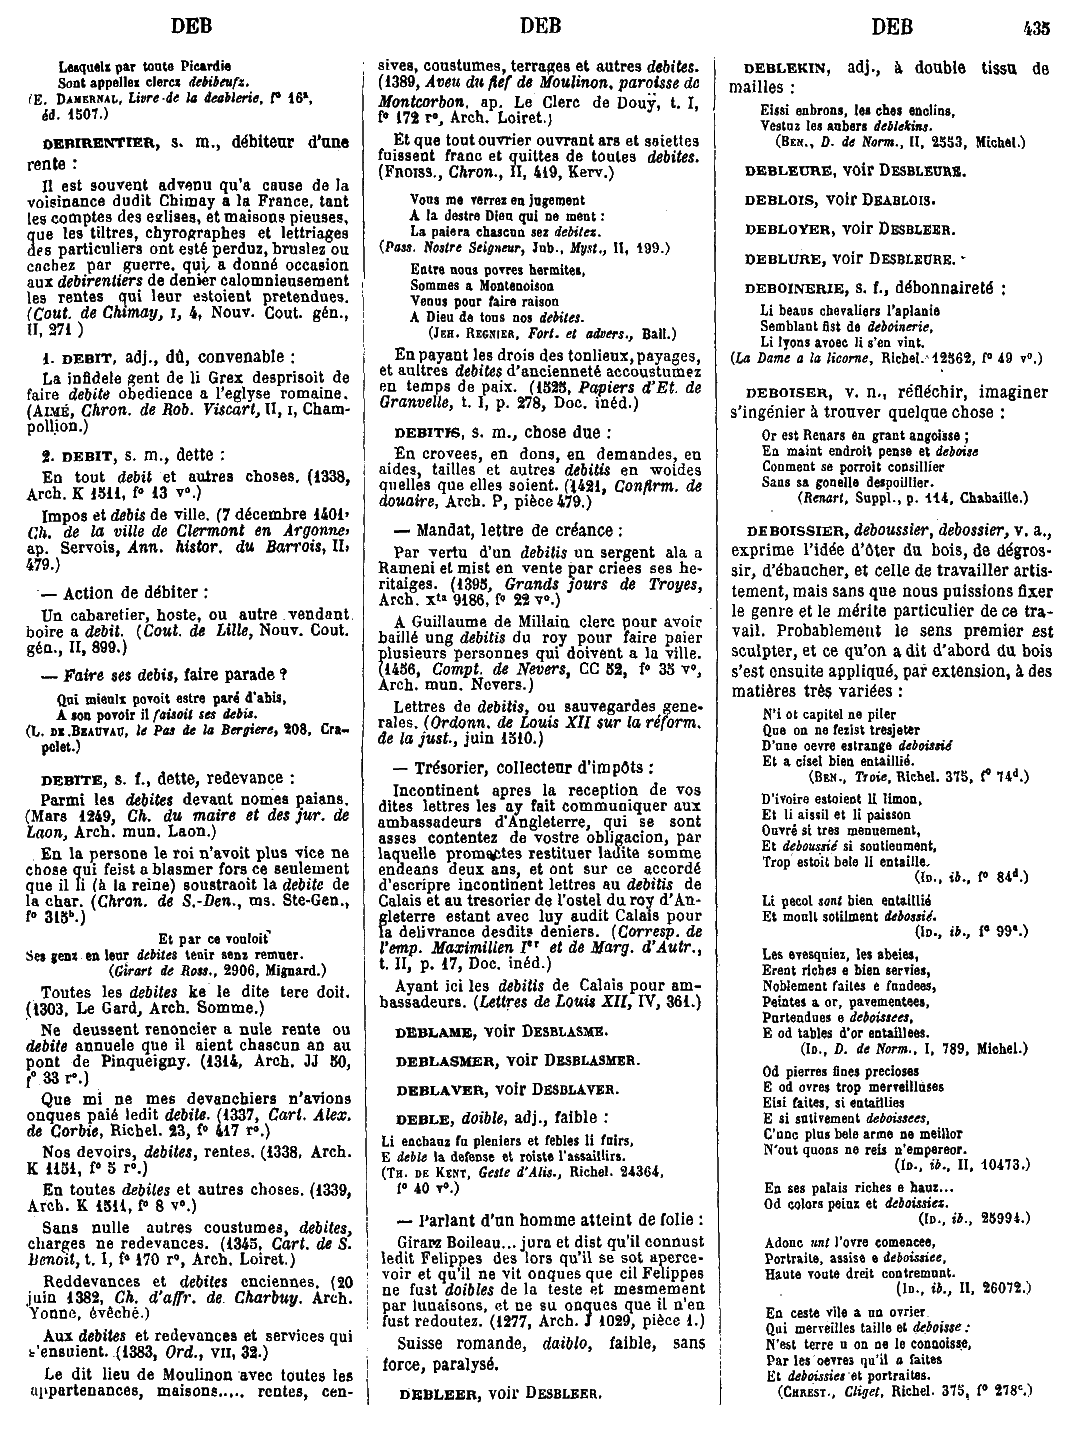 DEB
DEB
DEB
435
Lesquelz par toute Picardie
Sont appellez clercz debibeufz.
(E. DAMERNAL, Livre de la deablerie, f° 16ª,
éd. 1507.)
DEBIRENTIER, s. m., débiteur d'une
rente :
Il est souvent advenu qu'a cause de la
voisinance dudit Chimay a la France, tant
les comptes des eglises, et maisons pieuses,
que les tiltres, chyrographes et lettriages
des particuliers ont esté perduz, bruslez ou
cachez par guerre, qui a donné occasion
aux debirentiers de denier calomnieusement
les rentes qui leur estoient pretendues.
(Cout. de Chimay, I, 4, Nouv. Cout. gén.,
II, 271 )
1. DEBIT, adj., dû, convenable :
La infidele gent de li Grex desprisoit de
faire debite obedience a l'eglyse romaine.
(AIMÉ, Chron. de Rob. Viscart, II, I, Cham-
pollion.)
2. DEBIT, s. m., dette :
En tout debit et autres choses. (1338,
Arch. K 1511, f° 13 v°.)
Impos et debis de ville. (7 décembre 1401,
Ch. de la ville de Clermont en Argonne,
ap. Servois, Ann. histor. du Barrois, II,
479.)
— Action de débiter :
Un cabaretier, hoste, ou autre vendant
boire a debit. (Cout. de Lille, Nouv. Cout.
gén., II, 899.)
— Faire ses debis, faire parade ?
Qui mieulx povoit estre paré d'abis,
A son povoir il faisoit ses debis.
(L. DE BEAUVAU, le Pas de la Bergiere, 208, Cra-
pelet.)
DEBITE, s. f., dette, redevance :
Parmi les debites devant nomes paians.
(Mars 1249, Ch. du maire et des jur. de
Laon, Arch. mun. Laon.)
En la persone le roi n'avoit plus vice ne
chose qui feist a blasmer fors ce seulement
que il li (à la reine) soustraoit la debite de
la char. (Chron. de S.-Den., ms. Ste-Gen.,
f° 315ᵇ.)
Et par ce vouloit
Ses genz en leur debites tenir senz remuer.
(Girart de Ross., 2906, Mignard.)
Toutes les debites ke le dite tere doit.
(1303, Le Gard, Arch. Somme.)
Ne deussent renoncier a nule rente ou
debite annuele que il aient chascun an au
pont de Pinqueigny. (1314, Arch. JJ 50,
f° 33 r°.)
Que mi ne mes devanchiers n'avions
onques paié ledit debite. (1337, Cart. Alex.
de Corbie, Richel. 23, f° 417 r°.)
Nos devoirs, debites, rentes. (1338, Arch.
K 1151, f° 5 r°.)
En toutes debites et autres choses. (1339,
Arch. K 1511, f° 8 v°.)
Sans nulle autres coustumes, debites,
charges ne redevances. (1345, Cart. de S.
Benoit, t. I, f° 170 r°, Arch. Loiret.)
Reddevances et debites enciennes. (20
juin 1382, Ch. d'affr. de Charbuy. Arch.
Yonne, évêché.)
Aux debites et redevances et services qui
s'ensuient. (1383, Ord., VII, 32.)
Le dit lieu de Moulinon avec toutes les
appartenances, maisons..... rentes, cen-
sives, coustumes, terrages et autres debites.
(1389, Aveu du fief de Moulinon, paroisse de
Montcorbon, ap. Le Clerc de Douÿ, t. I,
f° 172 r°, Arch. Loiret.)
Et que tout ouvrier ouvrant ars et saiettes
fuissent franc et quittes de toutes debites.
(FROISS., Chron., II, 419, Kerv.)
Vous me verrez en jugement
A la destre Dieu qui ne ment :
La paiera chascun sez debitez.
(Pass. Nostre Seigneur, Jub., Myst., II, 199.)
Entre nous povres hermites,
Sommes a Montenoison
Venus pour faire raison
A Dieu de tous nos debites.
(JEH. REGNIER, Fort. et advers., Ball.)
En payant les drois des tonlieux, payages,
et aultres debites d'ancienneté accoustumez
en temps de paix. (1525, Papiers d'Et. de
Granvelle, t. I, p. 278, Doc. inéd.)
DEBITIS, s. m., chose due :
En crovees, en dons, en demandes, en
aides, tailles et autres debitis en woides
quelles que elles soient. (1421, Confirm. de
douaire, Arch. P, pièce 479.)
— Mandat, lettre de créance :
Par vertu d'un debitis un sergent ala a
Rameni et mist en vente par criees ses he-
ritaiges. (1395, Grands jours de Troyes,
Arch. xᵗᵃ 9186, f° 22 v°.)
A Guillaume de Millain clerc pour avoir
baillé ung debitis du roy pour faire paier
plusieurs personnes qui doivent a la ville.
(1456, Compt. de Nevers, CC 52, f° 35 v°,
Arch. mun. Nevers.)
Lettres de debitis, ou sauvegardes gene-
rales. (Ordonn. de Louis XII sur la réform.
de la just., juin 1510.)
— Trésorier, collecteur d'impôts :
Incontinent apres la reception de vos
dites lettres les ay fait communiquer aux
ambassadeurs d'Angleterre, qui se sont
asses contentez de vostre obligacion, par
laquelle promectes restituer ladite somme
endeans deux ans, et ont sur ce accordé
d'escripre incontinent lettres au debitis de
Calais et au tresorier de l'ostel du roy d'An-
gleterre estant avec luy audit Calais pour
la delivrance desdits deniers. (Corresp. de
l'emp. Maximilien Iᵉʳ et de Marg. d'Autr.,
t. II, p. 17, Doc. inéd.)
Ayant ici les debitis de Calais pour am-
bassadeurs. (Lettres de Louis XII, IV, 361.)
DEBLAME, voir DESBLASME.
DEBLASMER, voir DESBLASMER.
DEBLAVER, voir DESBLAVER.
DEBLE, doible, adj., faible :
Li enchauz fu pleniers et febles li fuirs,
E deble la defense et roiste l'assaillirs.
(TH. DE KENT, Geste d'Alis., Richel. 24364,
f° 40 v°.)
— Parlant d'un homme atteint de folie :
Girarz Boileau... jura et dist qu'il connust
ledit Felippes des lors qu'il se sot aperce-
voir et qu'il ne vit onques que cil Felippes
ne fust doibles de la teste et mesmement
par lunaisons, et ne su onques que il n'en
fust redoutez. (1277, Arch. J 1029, pièce 1.)
Suisse romande, daiblo, faible, sans
force, paralysé.
DEBLEER, voir DESBLEER.
DEBLEKIN, adj., à double tissu de
mailles :
Eissi enbrons, les ches enclins,
Vestuz les aubers deblekins.
(BEN., D. de Norm., II, 2553, Michel.)
DEBLEURE, voir DESBLEURE.
DEBLOIS, voir DEABLOIS.
DEBLOYER, voir DESBLEER.
DEBLURE, voir DESBLEURE.
DEBOINERIE, s. f., débonnaireté :
Li beaus chevaliers l'aplanie
Semblant fist de deboinerie,
Li lyons avoec li s'en vint.
(La Dame a la licorne, Richel. 12562, f° 49 v°.)
DEBOISER, v. n., réfléchir, imaginer
s'ingénier à trouver quelque chose :
Or est Renars en grant angoisse ;
En maint endroit pense et deboise
Comment se porroit consillier
Sans sa gonelle despoillier.
(Renart, Suppl., p. 114, Chabaille.)
DEBOISSIER, deboussier, debossier, v. a.,
exprime l'idée d'ôter du bois, de dégros-
sir, d'ébaucher, et celle de travailler artis-
tement, mais sans que nous puissions fixer
le genre et le mérite particulier de ce tra-
vail. Probablement le sens premier est
sculpter, et ce qu'on a dit d'abord du bois
s'est ensuite appliqué, par extension, à des
matières très variées :
N'i ot capitel ne piler
Que on ne fezist tresjeter
D'une oevre estrange deboissié
Et a cisel bien entaillié.
(BEN., Troie, Richel. 375, f° 74ᵈ.)
D'ivoire estoient li limon,
Et li aissil et li paisson
Ouvré si tres menuement,
Et deboussié si soutieument,
Trop estoit bele li entaille.
(ID., ib., f° 84ᵈ.)
Li pecol sont bien entaillié
Et moult sotilment debossié.
(ID., ib., f° 99ᵃ.)
Les evesquiez, les abeies,
Erent riches e bien servies,
Noblement faites e fundees,
Peintes a or, pavementees,
Purtendues e deboissees,
E od tables d'or entaillees.
(ID., D. de Norm., I, 789, Michel.)
Od pierres fines precioses
E od ovres trop merveilluses
Eisi faites, si entaillies
E si sutivement deboissees,
C'unc plus bele arme ne meillor
N'out quons ne reis n'empereor.
(ID., ib., II, 10473.)
En ses palais riches e hauz...
Od colors peinz et deboissiez.
(ID., ib., 25994.)
Adonc unt l'ovre comencee,
Portraite, assise e deboissiee,
Haute voute dreit contremunt.
(ID., ib., II, 26072.)
En ceste vile a un ovrier
Qui merveilles taille et deboisse :
N'est terre u on ne le connoisse,
Par les oevres qu'il a faites
Et deboissies et portraites.
(CHREST., Cliget, Richel. 375, f° 278ᶜ.)